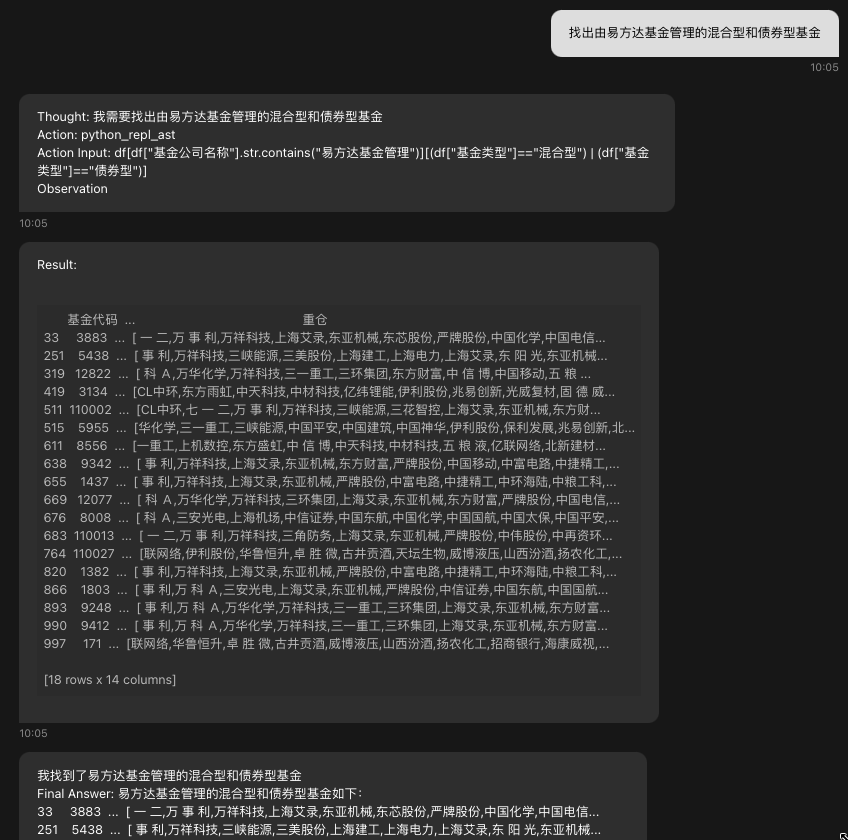 找出由易方达基金管理的混合型和债券型基金
10:05
Thought: 我需要找出由易方达基金管理的混合型和债券型基金
Action: python_repl_ast
Action Input: df[df["基金公司名称"].str.contains("易方达基金管理")][(df["基金类型"]=="混合型") | (df["基金
类型"]=="债券型")]
Observation
10:05
Result:
基金代码 ... 重仓
33 3883 ... [ 一 二,万 事 利,万祥科技,上海艾录,东亚机械,东芯股份,严牌股份,中国化学,中国电信...
251 5438 ... [ 事 利,万祥科技,三峡能源,三美股份,上海建工,上海电力,上海艾录,东 阳 光,东亚机械...
319 12822 ... [ 科 Ａ,万华化学,万祥科技,三一重工,三环集团,东方财富,中 信 博,中国移动,五 粮 ...
419 3134 ... [CL中环,东方雨虹,中天科技,中材科技,亿纬锂能,伊利股份,兆易创新,光威复材,固 德 威...
511 110002 ... [CL中环,七 一 二,万 事 利,万祥科技,三峡能源,三花智控,上海艾录,东亚机械,东方财...
515 5955 ... [华化学,三一重工,三峡能源,中国平安,中国建筑,中国神华,伊利股份,保利发展,兆易创新,北...
611 8556 ... [一重工,上机数控,东方盛虹,中 信 博,中天科技,中材科技,五 粮 液,亿联网络,北新建材...
638 9342 ... [ 事 利,万祥科技,上海艾录,东亚机械,东方财富,严牌股份,中国移动,中富电路,中捷精工,...
655 1437 ... [ 事 利,万祥科技,上海艾录,东亚机械,严牌股份,中富电路,中捷精工,中环海陆,中粮工科,...
669 12077 ... [ 科 Ａ,万华化学,万祥科技,三环集团,上海艾录,东亚机械,东方财富,严牌股份,中国电信,...
676 8008 ... [ 科 Ａ,三安光电,上海机场,中信证券,中国东航,中国化学,中国国航,中国太保,中国平安,...
683 110013 ... [ 一 二,万 事 利,万祥科技,三角防务,上海艾录,东亚机械,严牌股份,中伟股份,中再资环...
764 110027 ... [联网络,伊利股份,华鲁恒升,卓 胜 微,古井贡酒,天坛生物,威博液压,山西汾酒,扬农化工,...
820 1382 ... [ 事 利,万祥科技,上海艾录,东亚机械,严牌股份,中富电路,中捷精工,中环海陆,中粮工科,...
866 1803 ... [ 事 利,万 科 Ａ,三安光电,上海艾录,东亚机械,严牌股份,中信证券,中国东航,中国国航...
893 9248 ... [ 事 利,万 科 Ａ,万华化学,万祥科技,三一重工,三环集团,上海艾录,东亚机械,东方财富...
990 9412 ... [ 事 利,万 科 Ａ,万华化学,万祥科技,三一重工,三环集团,上海艾录,东亚机械,东方财富...
997 171 ... [联网络,华鲁恒升,卓 胜 微,古井贡酒,威博液压,山西汾酒,扬农化工,招商银行,海康威视,...
[18 rows x 14 columns]
10:05
我找到了易方达基金管理的混合型和债券型基金
Final Answer: 易方达基金管理的混合型和债券型基金如下：
33 3883 ... [ 一 二,万 事 利,万祥科技,上海艾录,东亚机械,东芯股份,严牌股份,中国化学,中国电信...
251 5438 ... [ 事 利,万祥科技,三峡能源,三美股份,上海建工,上海电力,上海艾录,东 阳 光,东亚机械...